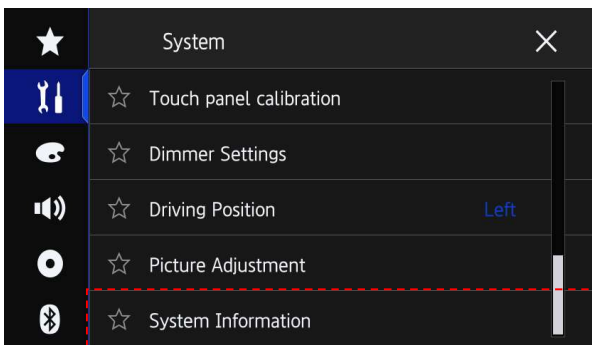 System
Touch panel calibration
Dimmer Settings
Driving Position Left
Picture Adjustment
System Information